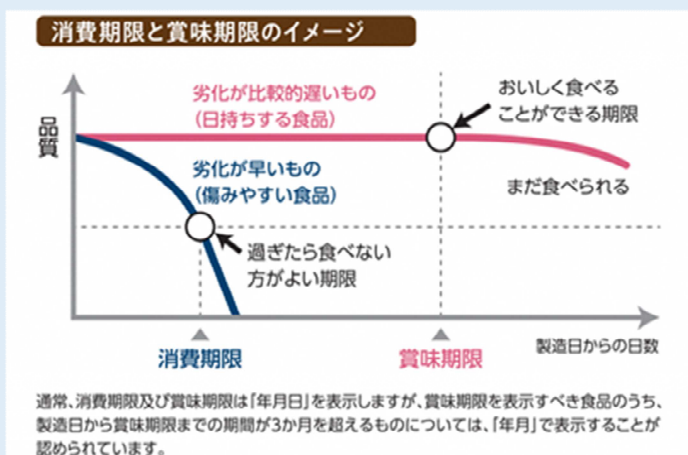 消費期限と賞味期限のイメージ
品質
劣化が比較的遅いもの
（日持ちする食品）
おいしく食べる
ことができる期限
劣化が早いもの
（傷みやすい食品）
まだ食べられる
過ぎたら食べない
方がよい期限
消費期限
賞味期限
製造日からの日数
通常、消費期限及び賞味期限は「年月日」を表示しますが、賞味期限を表示すべき食品のうち、
製造日から賞味期限までの期間が3か月を超えるものについては、「年月」で表示することが
認められています。